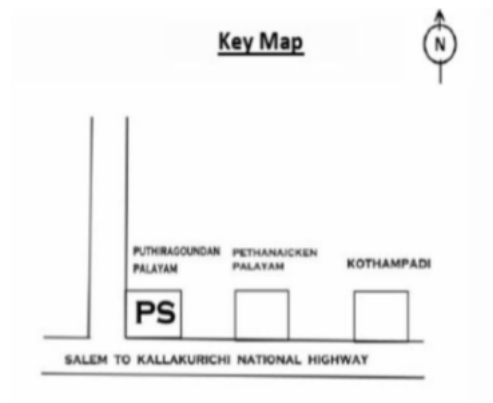 Key Map
N
PUTHIRAGOUNDAN
PALAYAM
PETHANAICKEN
PALAYAM
KOTHAMPADI
PS
SALEM TO KALLAKURICHI NATIONAL HIGHWAY